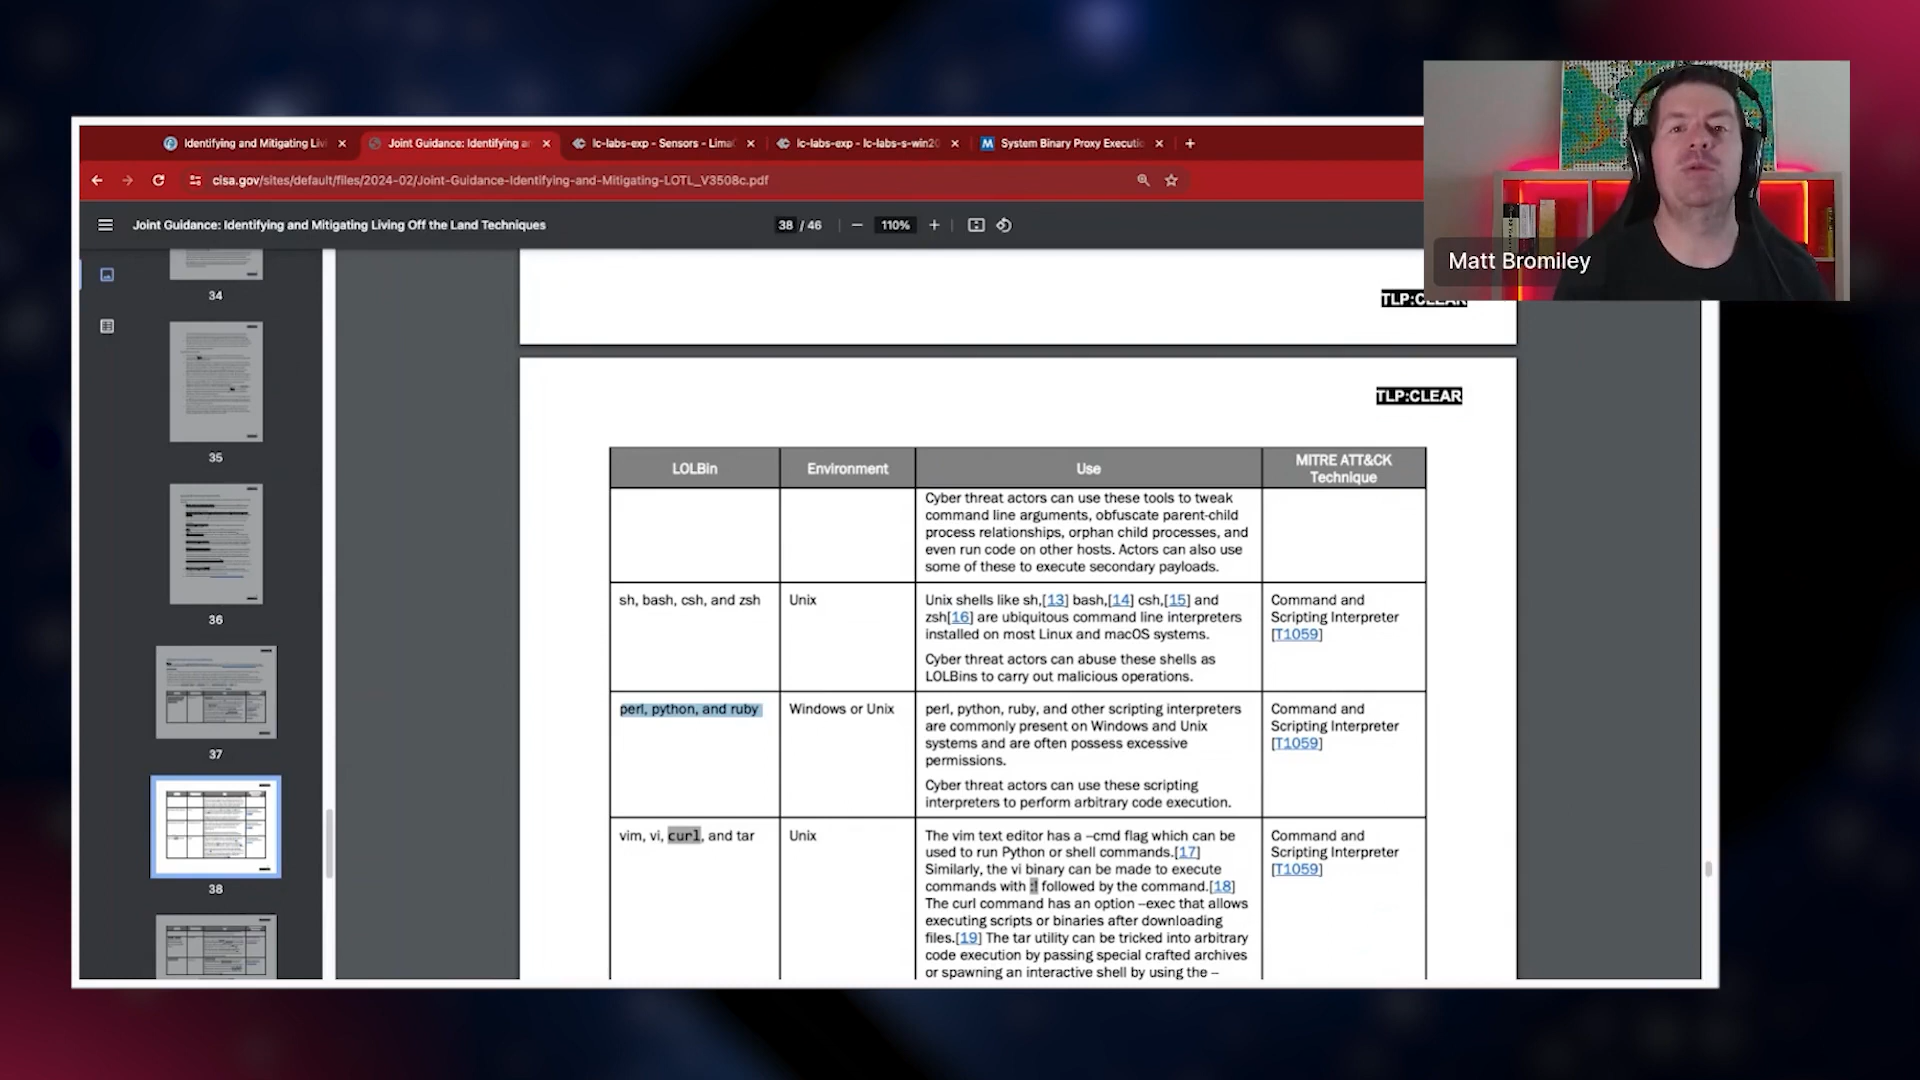 Identifying and Mitigating Livi
Joint Guidance: Identifying a
lc-labs-exp - Sensors - Lima
lc-labs-exp - lc-labs-s-win20
System Binary Proxy Executi
cisa.gov/sites/default/files/2024-02/Joint-Guidance-Identifying-and-Mitigating-LOTL_V3508c.pdf
Joint Guidance: Identifying and Mitigating Living Off the Land Techniques
38 / 46
110%
Matt Bromiley
34
35
36
37
38
TLP:CLEAR
TLP:CLEAR
LOLBin Environment Use MITRE ATT&CK
Technique
Cyber threat actors can use these tools to tweak
command line arguments, obfuscate parent-child
process relationships, orphan child processes, and
even run code on other hosts. Actors can also use
some of these to execute secondary payloads.
sh, bash, csh, and zsh
Unix
Unix shells like sh,[13] bash,[14] csh,[15] and
zsh[16] are ubiquitous command line interpreters
installed on most Linux and macOS systems.
Cyber threat actors can abuse these shells as
LOLBins to carry out malicious operations.
Command and
Scripting Interpreter
[T1059]
perl, python, and ruby
Windows or Unix
perl, python, ruby, and other scripting interpreters
are commonly present on Windows and Unix
systems and are often possess excessive
permissions.
Cyber threat actors can use these scripting
interpreters to perform arbitrary code execution.
Command and
Scripting Interpreter
[T1059]
vim, vi, curl, and tar
Unix
The vim text editor has a –cmd flag which can be
used to run Python or shell commands.[17]
Similarly, the vi binary can be made to execute
commands with :! followed by the command.[18]
The curl command has an option –exec that allows
executing scripts or binaries after downloading
files.[19] The tar utility can be tricked into arbitrary
code execution by passing special crafted archives
or spawning an interactive shell by using the –
Command and
Scripting Interpreter
[T1059]